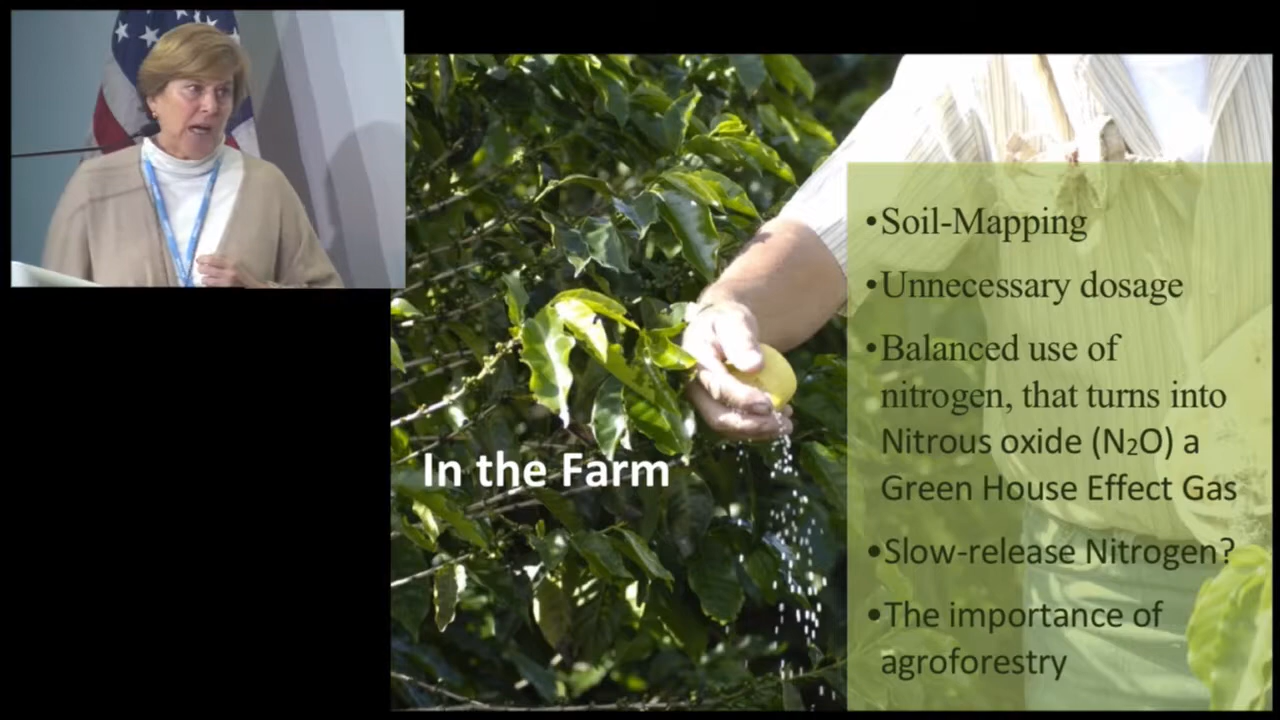 In the Farm
•Soil-Mapping
•Unnecessary dosage
•Balanced use of
nitrogen, that turns into
Nitrous oxide (N₂O) a
Green House Effect Gas
•Slow-release Nitrogen?
•The importance of
agroforestry